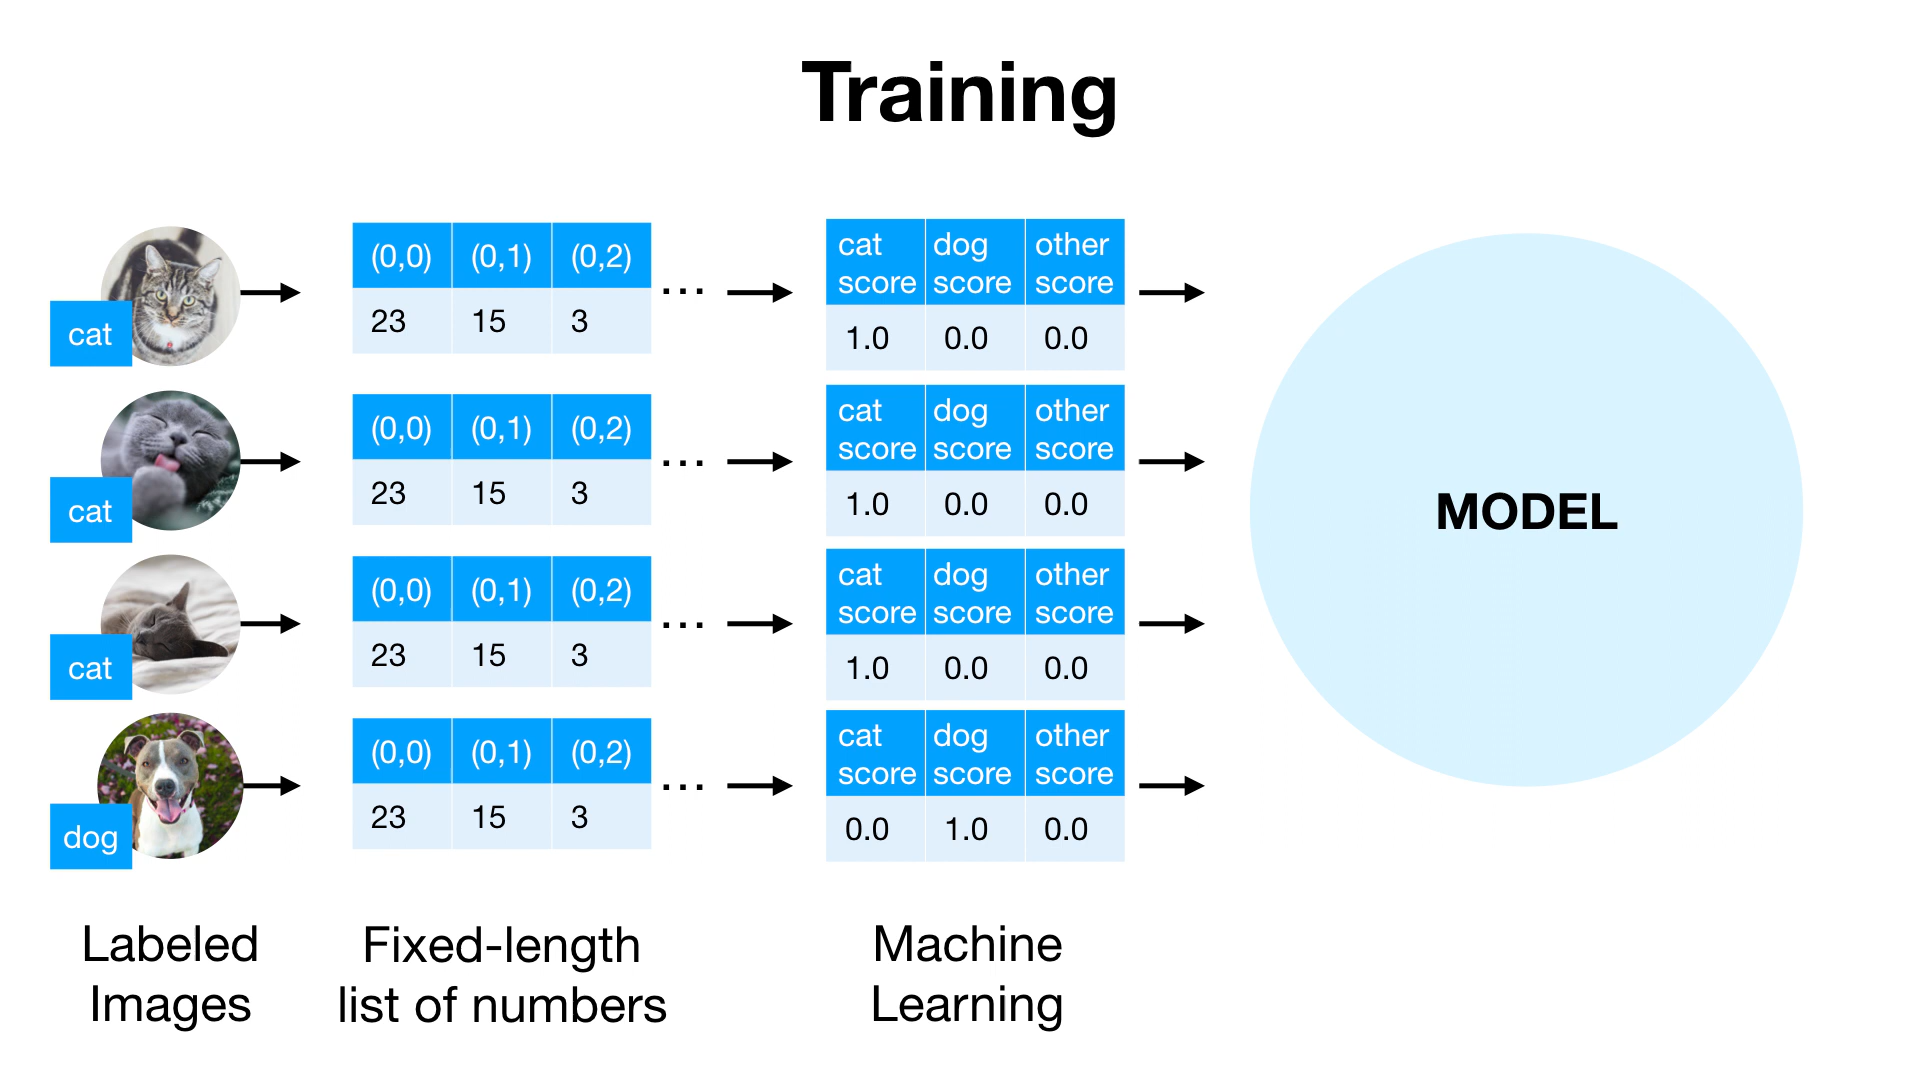 Training
cat
(0,0) (0,1) (0,2)
23 15 3
...
cat score dog score other score
1.0 0.0 0.0
cat
(0,0) (0,1) (0,2)
23 15 3
...
cat score dog score other score
1.0 0.0 0.0
cat
(0,0) (0,1) (0,2)
23 15 3
...
cat score dog score other score
1.0 0.0 0.0
dog
(0,0) (0,1) (0,2)
23 15 3
...
cat score dog score other score
0.0 1.0 0.0
MODEL
Labeled
Images
Fixed-length
list of numbers
Machine
Learning